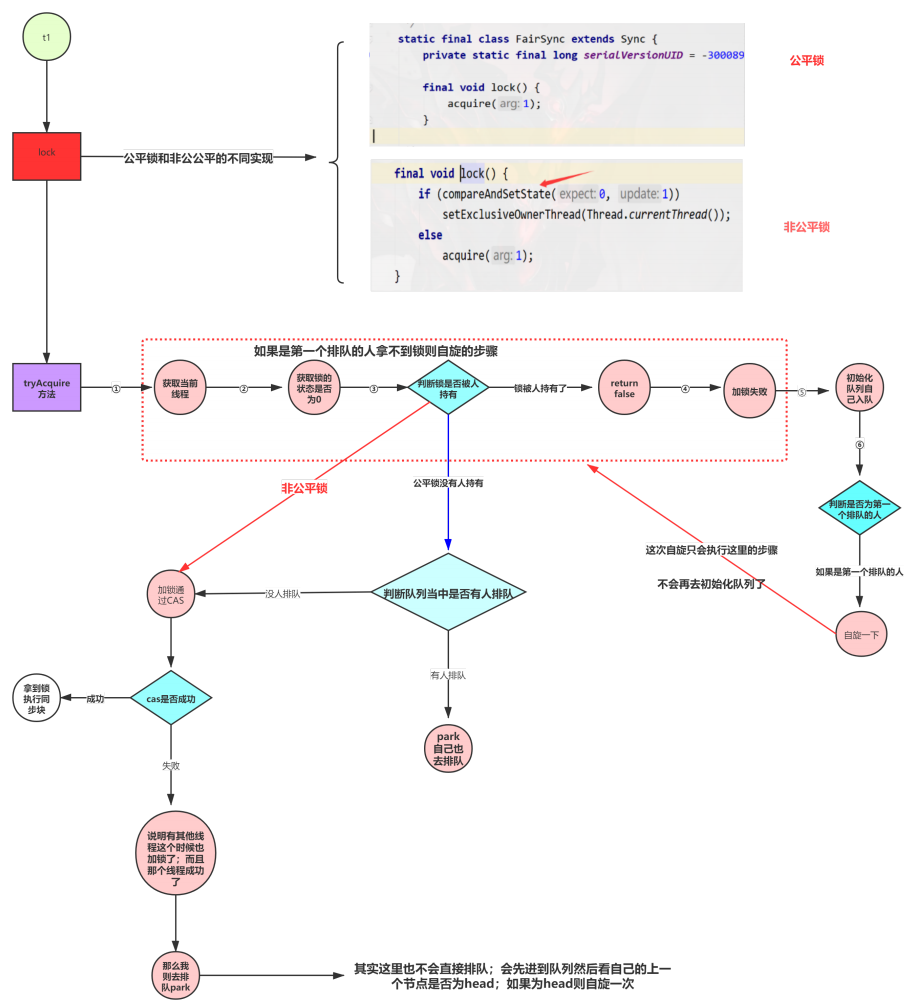 t1
static final class FairSync extends Sync {
private static final long serialVersionUID = -300089
final void lock() {
acquire( arg: 1);
}
公平锁
lock
公平锁和非公公平的不同实现
final void lock() {
if (compareAndSetState( expect: 0, update: 1))
setExclusiveOwnerThread(Thread.currentThread());
else
acquire( arg: 1);
}
非公平锁
如果是第一个排队的人拿不到锁则自旋的步骤
tryAcquire
方法
①
获取当前
线程
②
获取锁的
状态是否
为0
③
判断锁是否被人
持有
锁被人持有了
return
false
④
加锁失败
⑤
初始化
队列自
己入队
⑥
非公平锁
公平锁没有人持有
判断是否为第一
个排队的人
这次自旋只会执行这里的步骤
不会再去初始化队列了
如果是第一个排队的人
加锁通
过CAS
没人排队
判断队列当中是否有人排队
自旋一下
有人排队
拿到锁
执行同
步块
成功
cas是否成功
park
自己也
去排队
失败
说明有其他线
程这个时候也
加锁了；而且
那个线程成功
了
那么我
则去排
队park
其实这里也不会直接排队；会先进到队列然后看自己的上一
个节点是否为head；如果为head则自旋一次